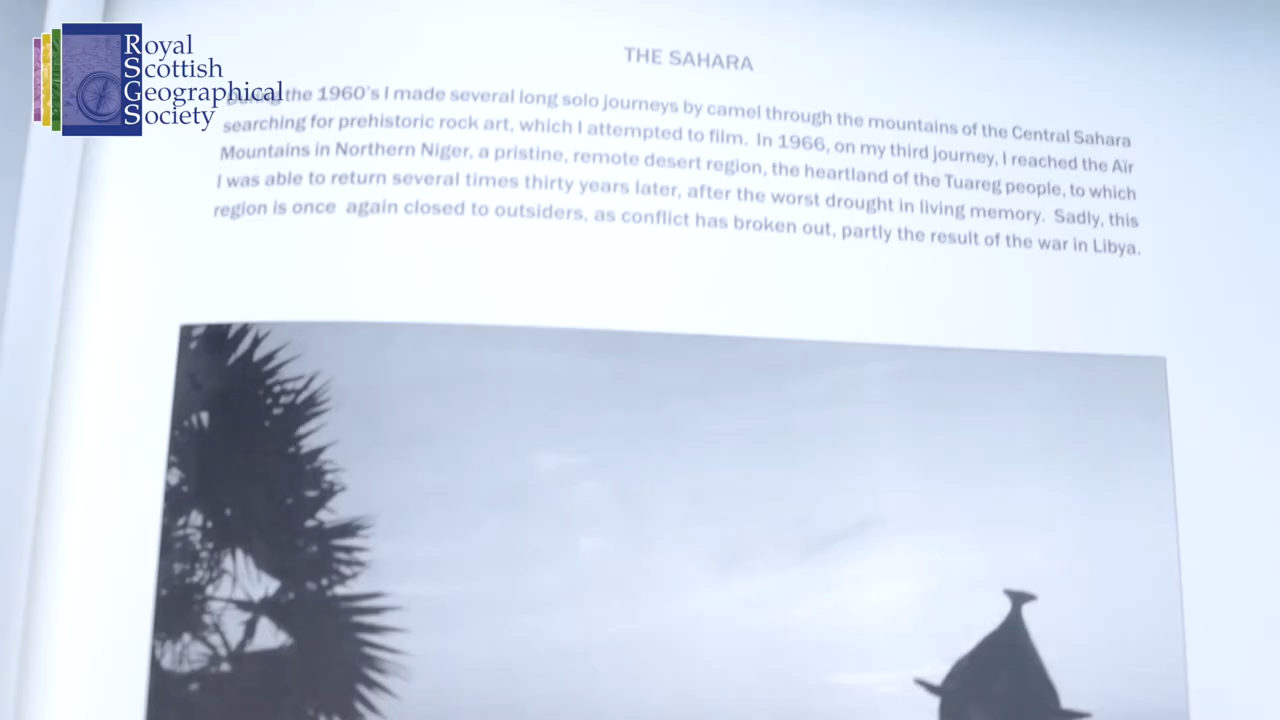 Royal
Scottish
Geographical
Society
THE SAHARA
During the 1960's I made several long solo journeys by camel through the mountains of the Central Sahara
searching for prehistoric rock art, which I attempted to film. In 1966, on my third journey, I reached the Aïr
Mountains in Northern Niger, a pristine, remote desert region, the heartland of the Tuareg people, to which
I was able to return several times thirty years later, after the worst drought in living memory. Sadly, this
region is once again closed to outsiders, as conflict has broken out, partly the result of the war in Libya.